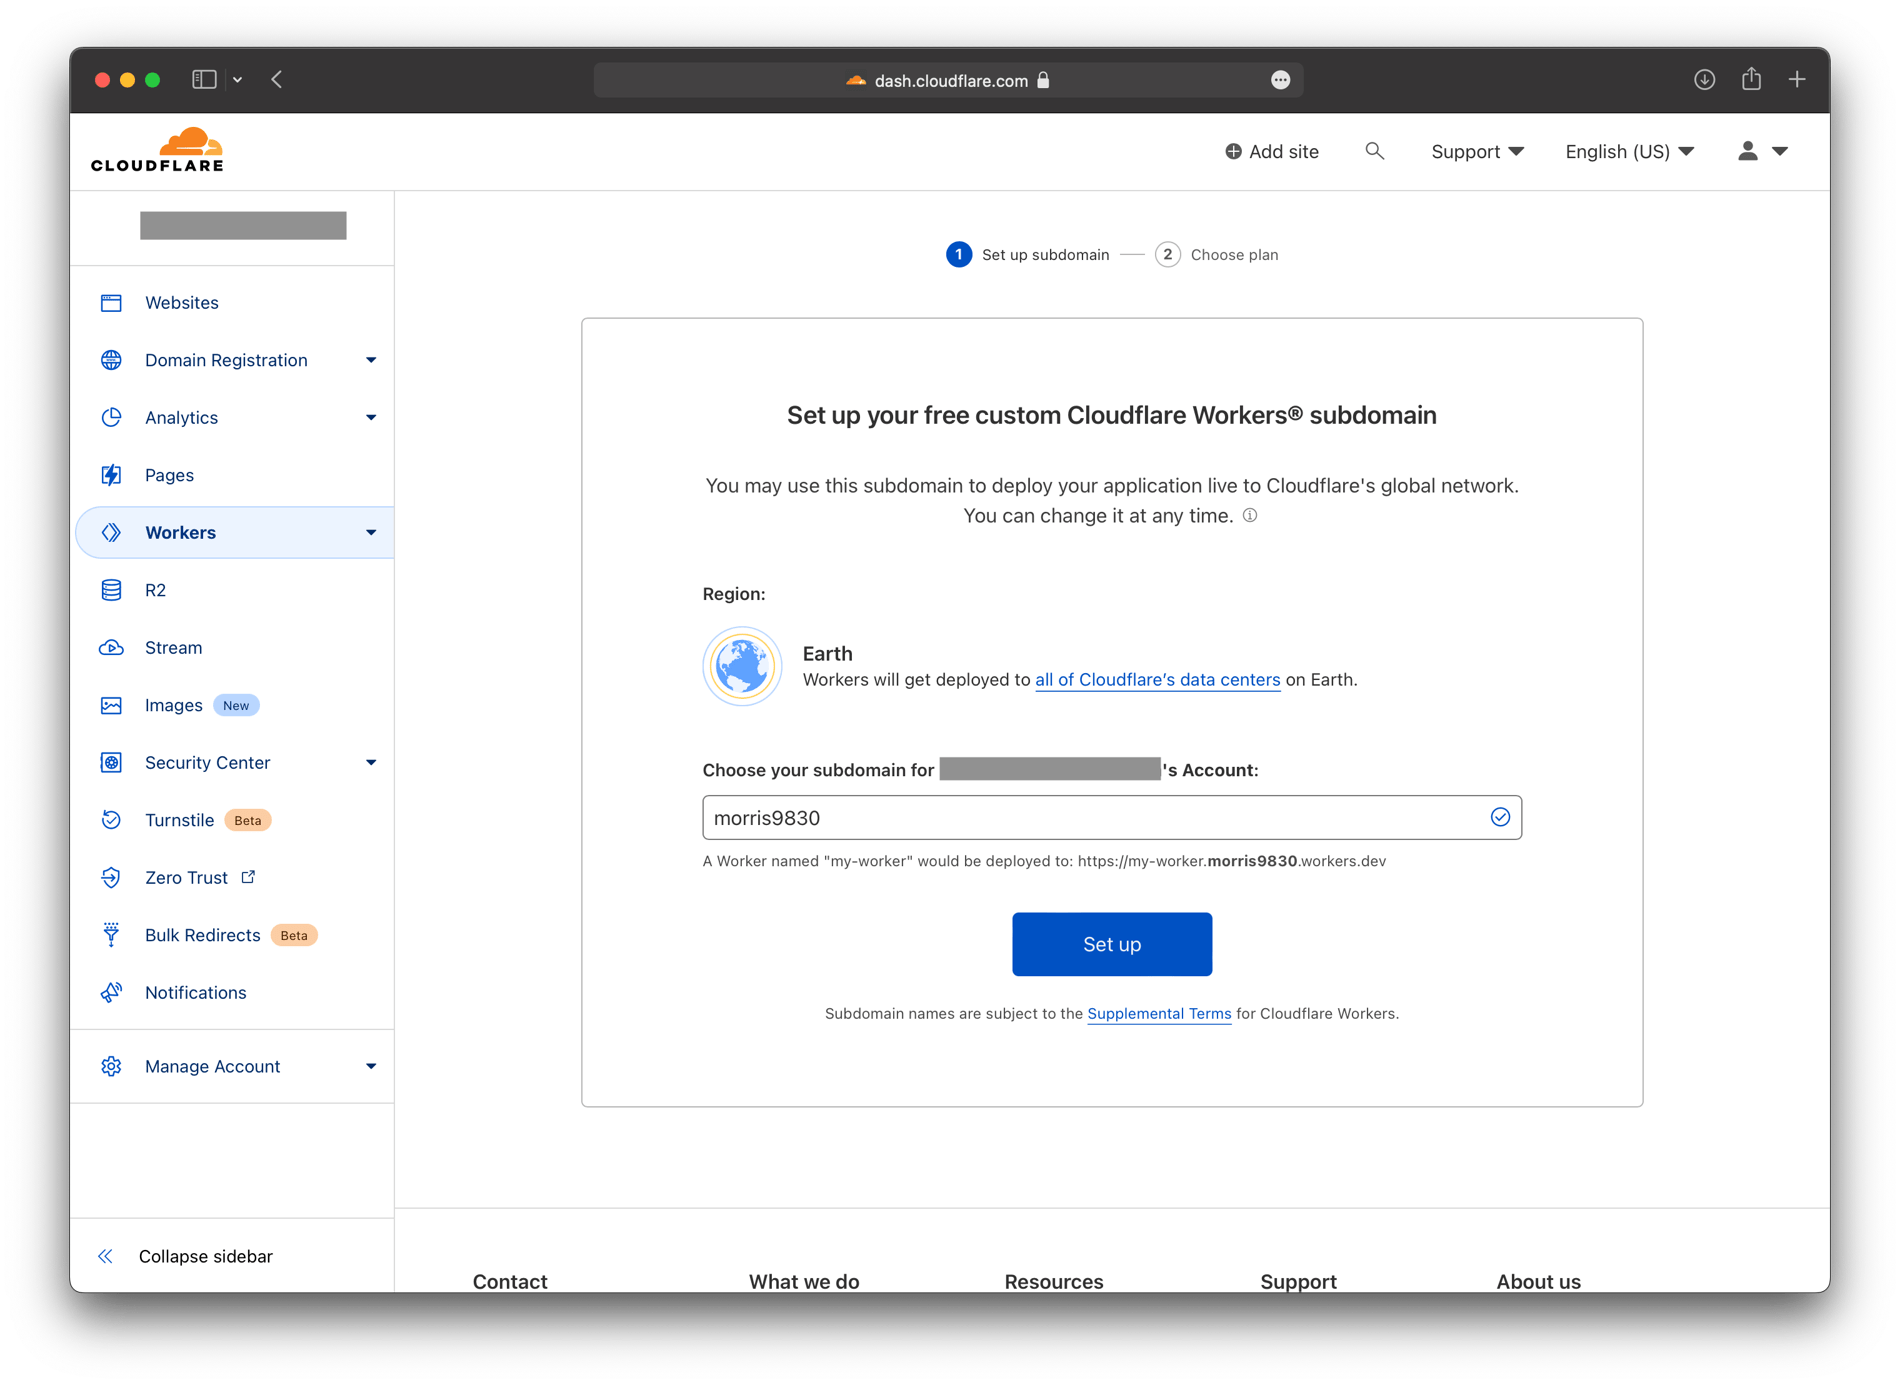 dash.cloudflare.com
CLOUDFLARE
Add site
Support
English (US)
Websites
Domain Registration
Analytics
Pages
Workers
R2
Stream
Images New
Security Center
Turnstile Beta
Zero Trust
Bulk Redirects Beta
Notifications
Manage Account
Collapse sidebar
1 Set up subdomain 2 Choose plan
Set up your free custom Cloudflare Workers® subdomain
You may use this subdomain to deploy your application live to Cloudflare's global network.
You can change it at any time.
Region:
Earth
Workers will get deployed to all of Cloudflare’s data centers on Earth.
Choose your subdomain for 's Account:
morris9830
A Worker named "my-worker" would be deployed to: https://my-worker.morris9830.workers.dev
Set up
Subdomain names are subject to the Supplemental Terms for Cloudflare Workers.
Contact What we do Resources Support About us